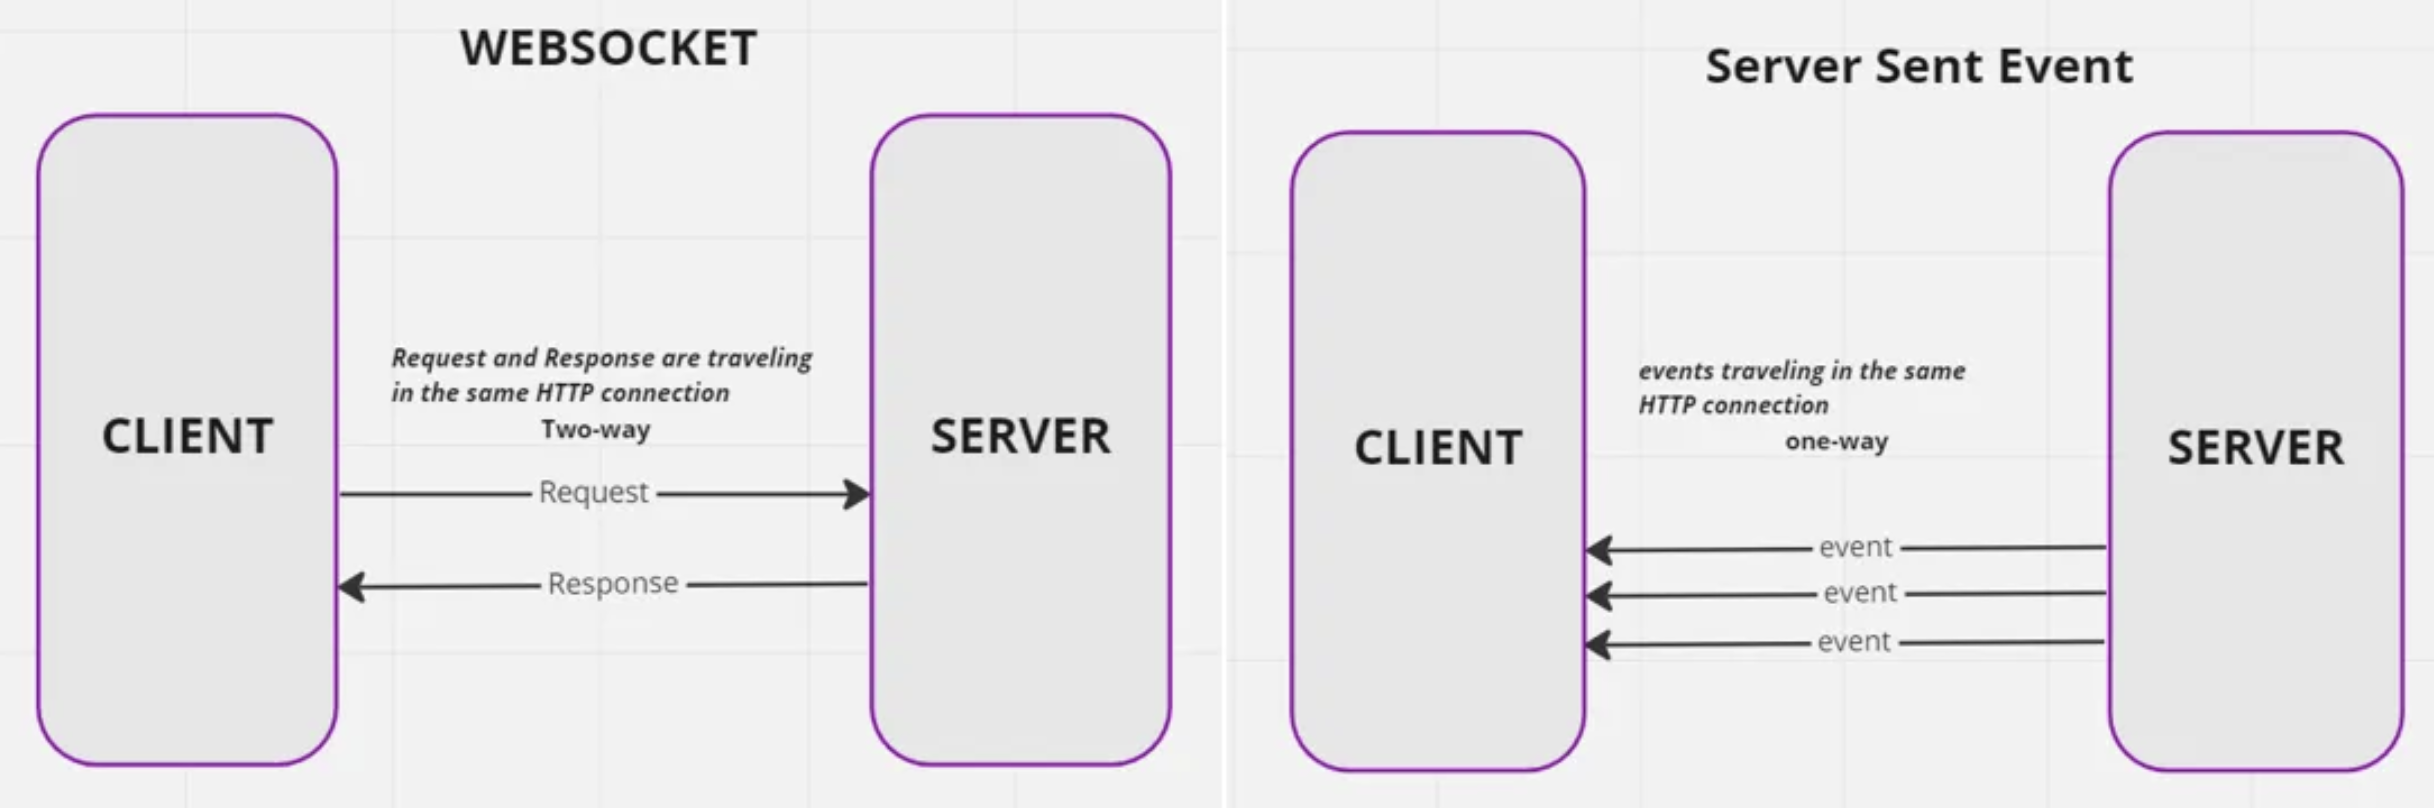 WEBSOCKET
CLIENT
Request and Response are traveling
in the same HTTP connection
Two-way
Request
Response
SERVER
Server Sent Event
CLIENT
events traveling in the same
HTTP connection
one-way
event
event
event
SERVER